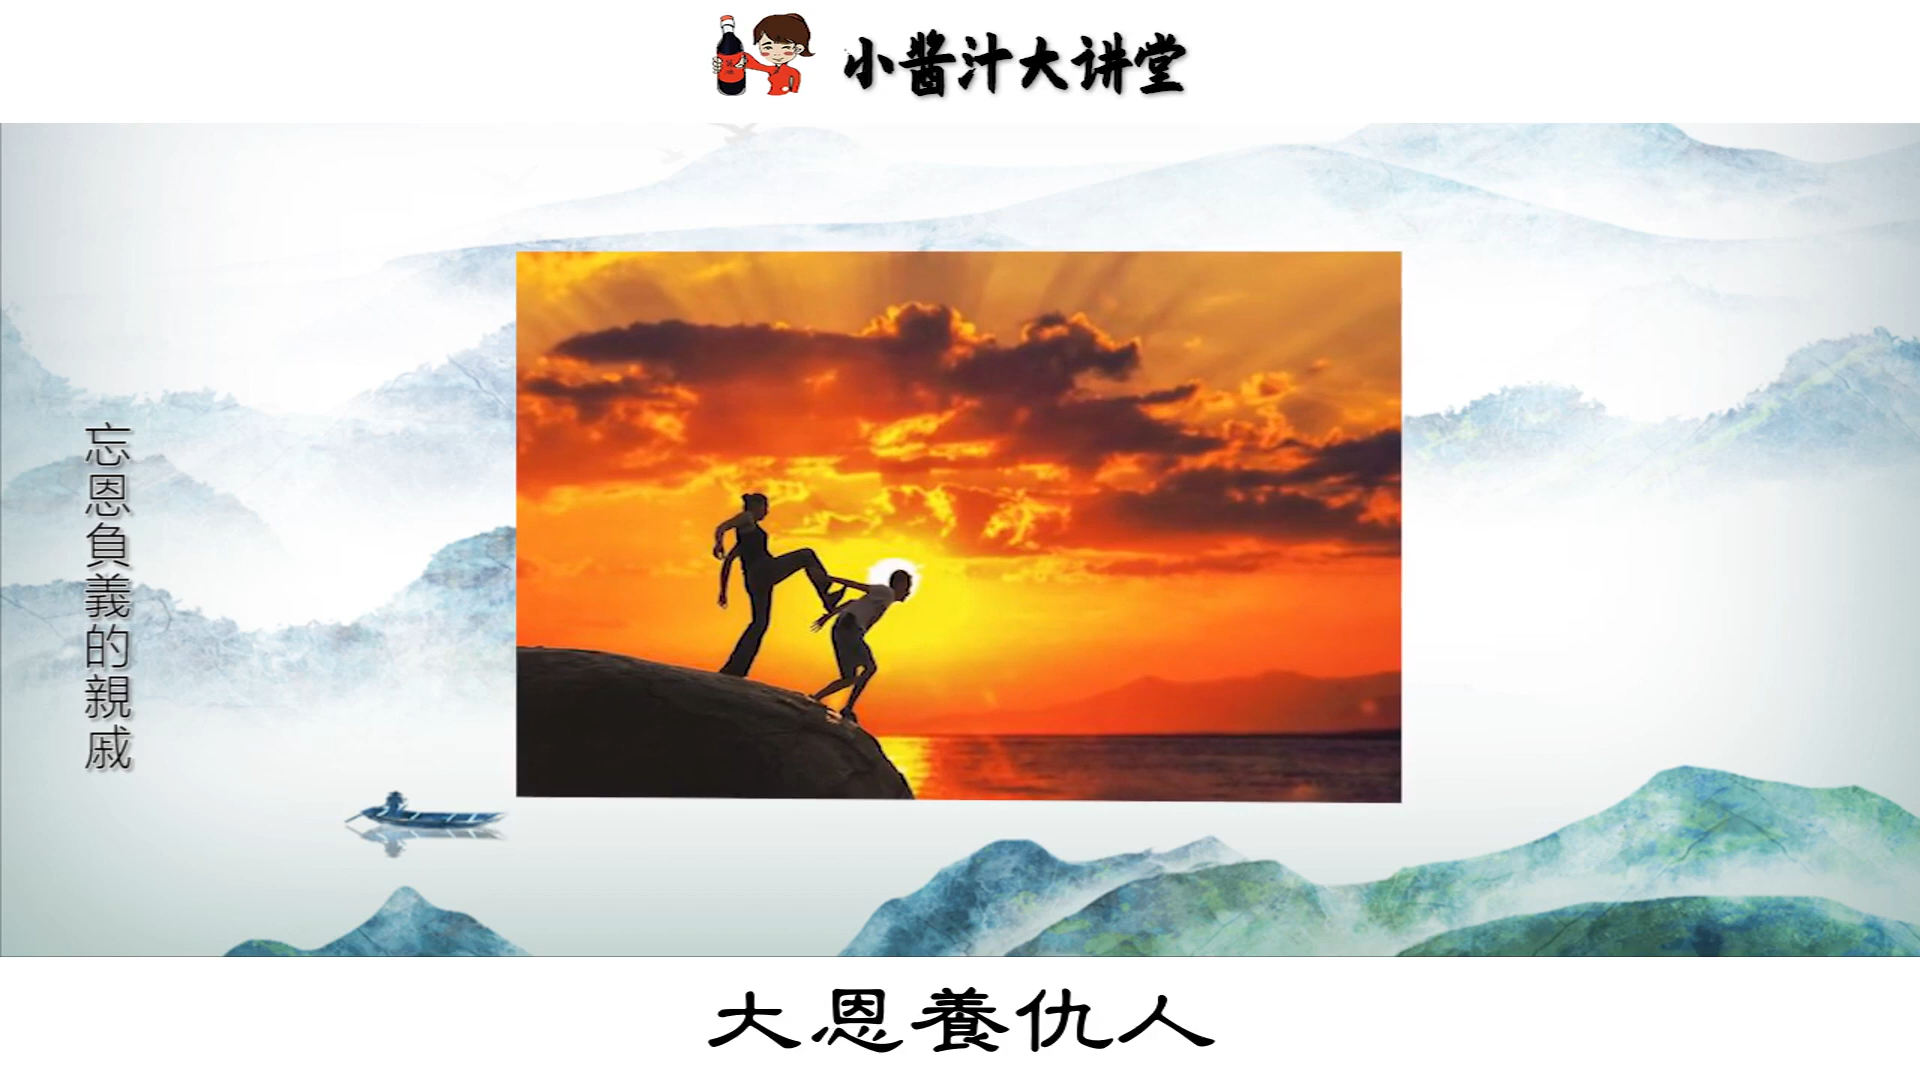 小酱汁大讲堂
忘恩負義的親戚
大恩養仇人